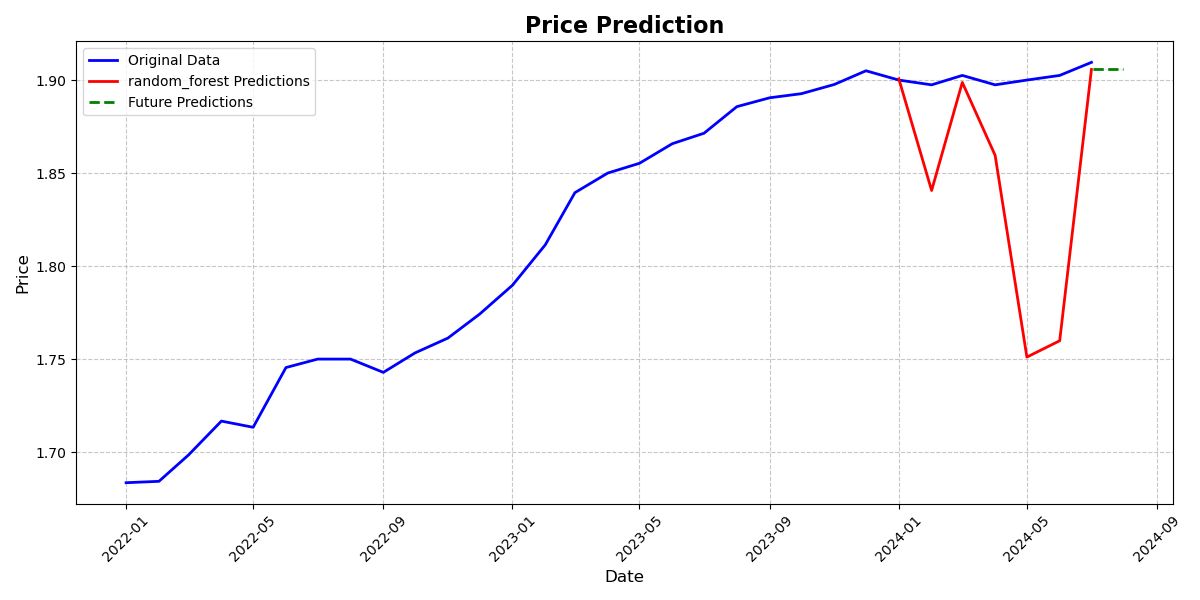 Price Prediction
Original Data
random_forest Predictions
Future Predictions
Price
1.90
1.85
1.80
1.75
1.70
2022-01
2022-05
2022-09
2023-01
2023-05
2023-09
2024-01
2024-05
2024-09
Date